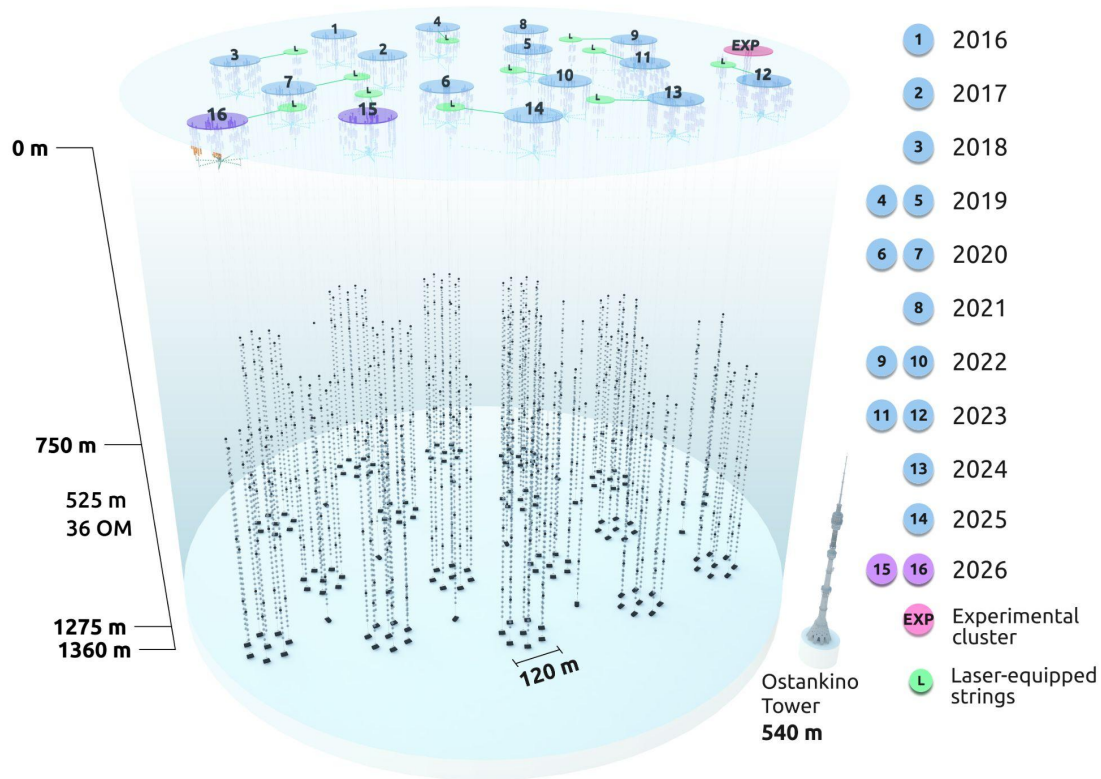 1
4
8
9
L
L
L
EXP
3
2
5
L
L
11
L
L
12
7
L
6
10
L
13
16
L
15
L
14
L
0 m
750 m
525 m
36 OM
1275 m
1360 m
120 m
Ostankino
Tower
540 m
1 2016
2 2017
3 2018
4 5 2019
6 7 2020
8 2021
9 10 2022
11 12 2023
13 2024
14 2025
15 16 2026
EXP Experimental
cluster
L Laser-equipped
strings